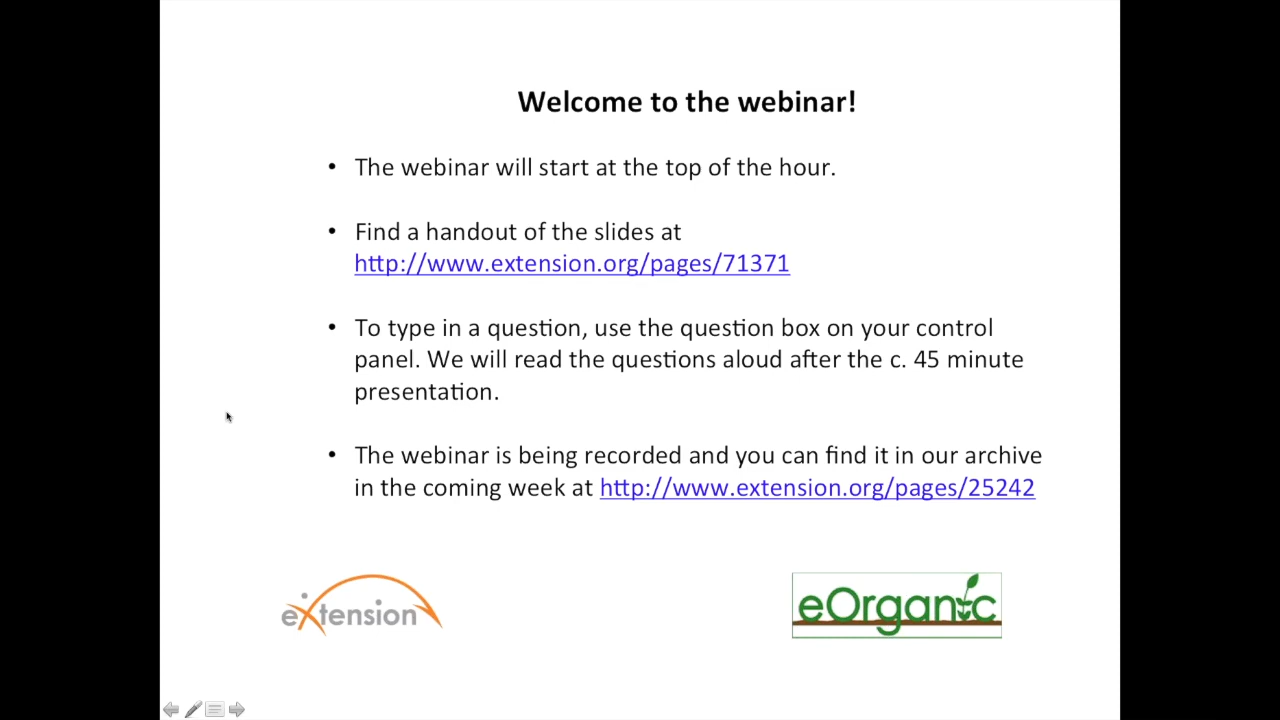 Welcome to the webinar!
• The webinar will start at the top of the hour.
• Find a handout of the slides at
http://www.extension.org/pages/71371
• To type in a question, use the question box on your control
panel. We will read the questions aloud after the c. 45 minute
presentation.
• The webinar is being recorded and you can find it in our archive
in the coming week at http://www.extension.org/pages/25242
eXtension
eOrganic